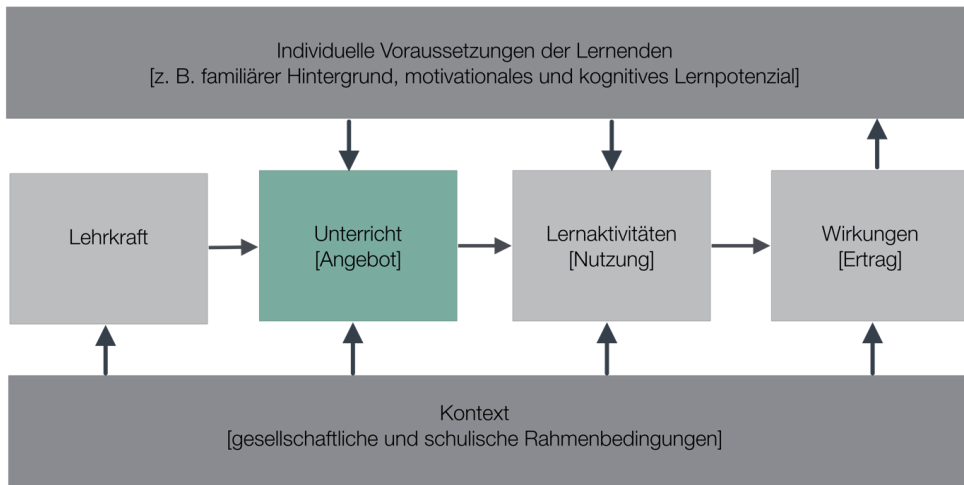 Individuelle Voraussetzungen der Lernenden
[z. B. familiärer Hintergrund, motivationales und kognitives Lernpotenzial]
Lehrkraft
Unterricht
[Angebot]
Lernaktivitäten
[Nutzung]
Wirkungen
[Ertrag]
Kontext
[gesellschaftliche und schulische Rahmenbedingungen]